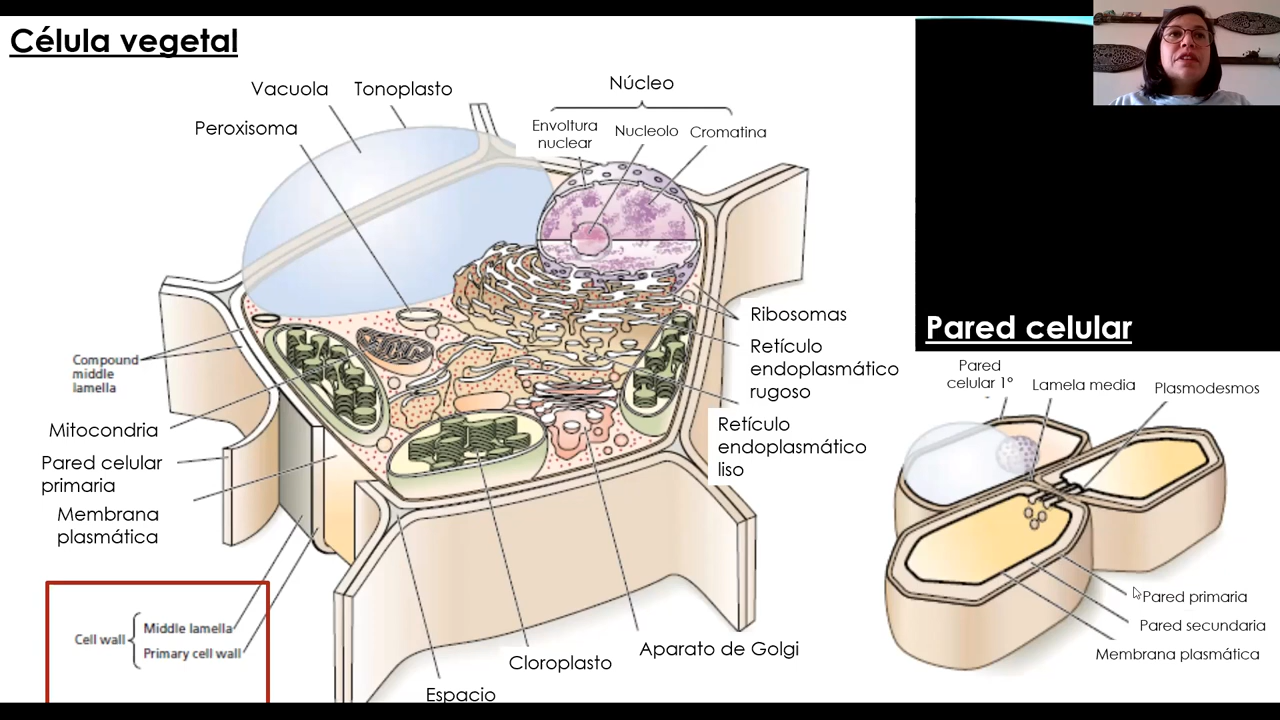 Célula vegetal
Vacuola
Tonoplasto
Peroxisoma
Núcleo
Envoltura
nuclear
Nucleolo
Cromatina
Ribosomas
Retículo
endoplasmático
rugoso
Retículo
endoplasmático
liso
Compound
middle
lamella
Mitocondria
Pared celular
primaria
Membrana
plasmática
Cell wall
Middle lamella
Primary cell wall
Espacio
Cloroplasto
Aparato de Golgi
Pared celular
Pared
celular 1°
Lamela media
Plasmodesmos
Pared primaria
Pared secundaria
Membrana plasmática